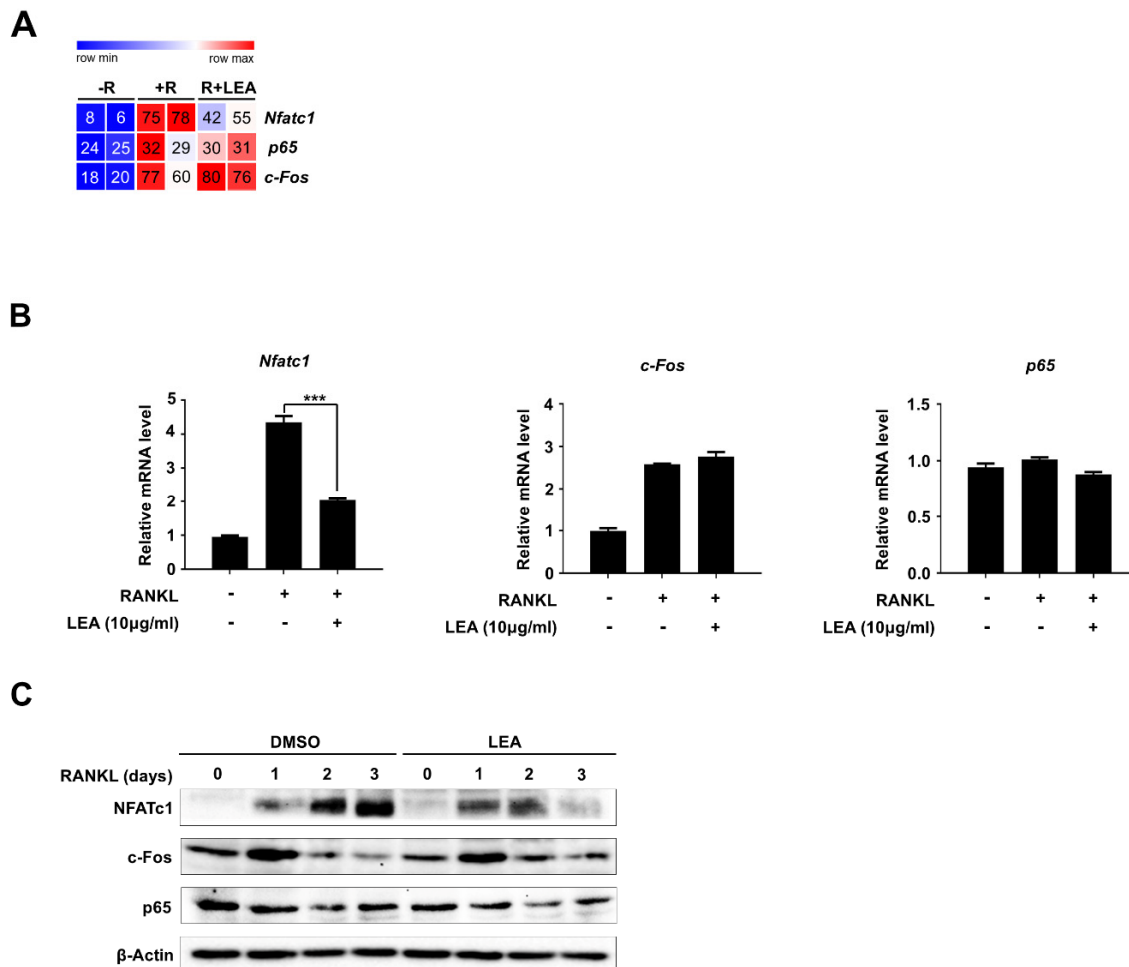 A
row min row max
-R +R R+LEA
8 6 75 78 42 55 Nfatc1
24 25 32 29 30 31 p65
18 20 77 60 80 76 c-Fos
B
Nfatc1
Relative mRNA level
5
4
3
2
1
0
***
RANKL - + +
LEA (10µg/ml) - - +
c-Fos
Relative mRNA level
4
3
2
1
0
RANKL - + +
LEA (10µg/ml) - - +
p65
Relative mRNA level
1.5
1.0
0.5
0.0
RANKL - + +
LEA (10µg/ml) - - +
C
DMSO LEA
RANKL (days) 0 1 2 3 0 1 2 3
NFATc1
c-Fos
p65
β-Actin